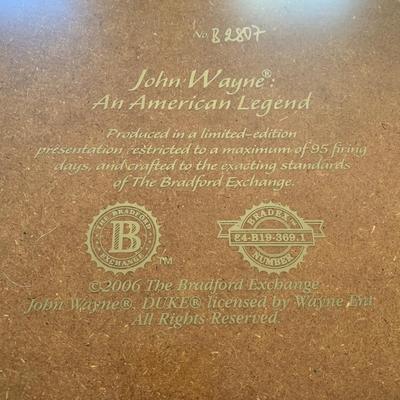 No. B 2807
John Wayne®:
An American Legend
Produced in a limited-edition
presentation restricted to a maximum of 95 firing
days, and crafted to the exacting standards
of The Bradford Exchange.
THE BRADFORD
B
EXCHANGE
TM
BRADEX
84-B19-369.1
NUMBER
©2006 The Bradford Exchange
John Wayne®. DUKE® licensed by Wayne Ent.
All Rights Reserved.